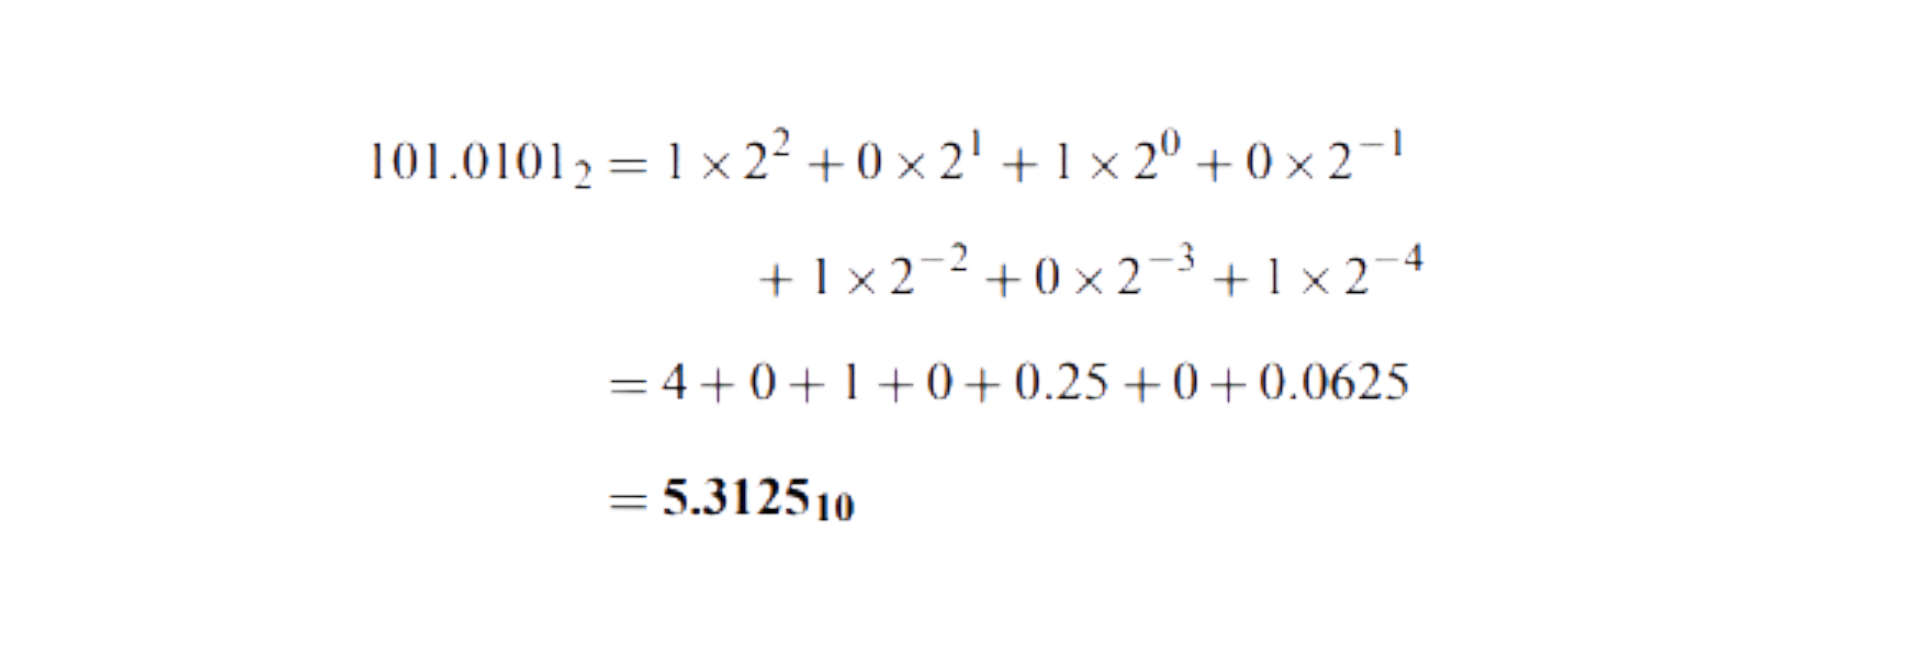 101.0101₂ = 1 × 2² + 0 × 2¹ + 1 × 2⁰ + 0 × 2⁻¹
+ 1 × 2⁻² + 0 × 2⁻³ + 1 × 2⁻⁴
= 4 + 0 + 1 + 0 + 0.25 + 0 + 0.0625
= 5.3125₁₀